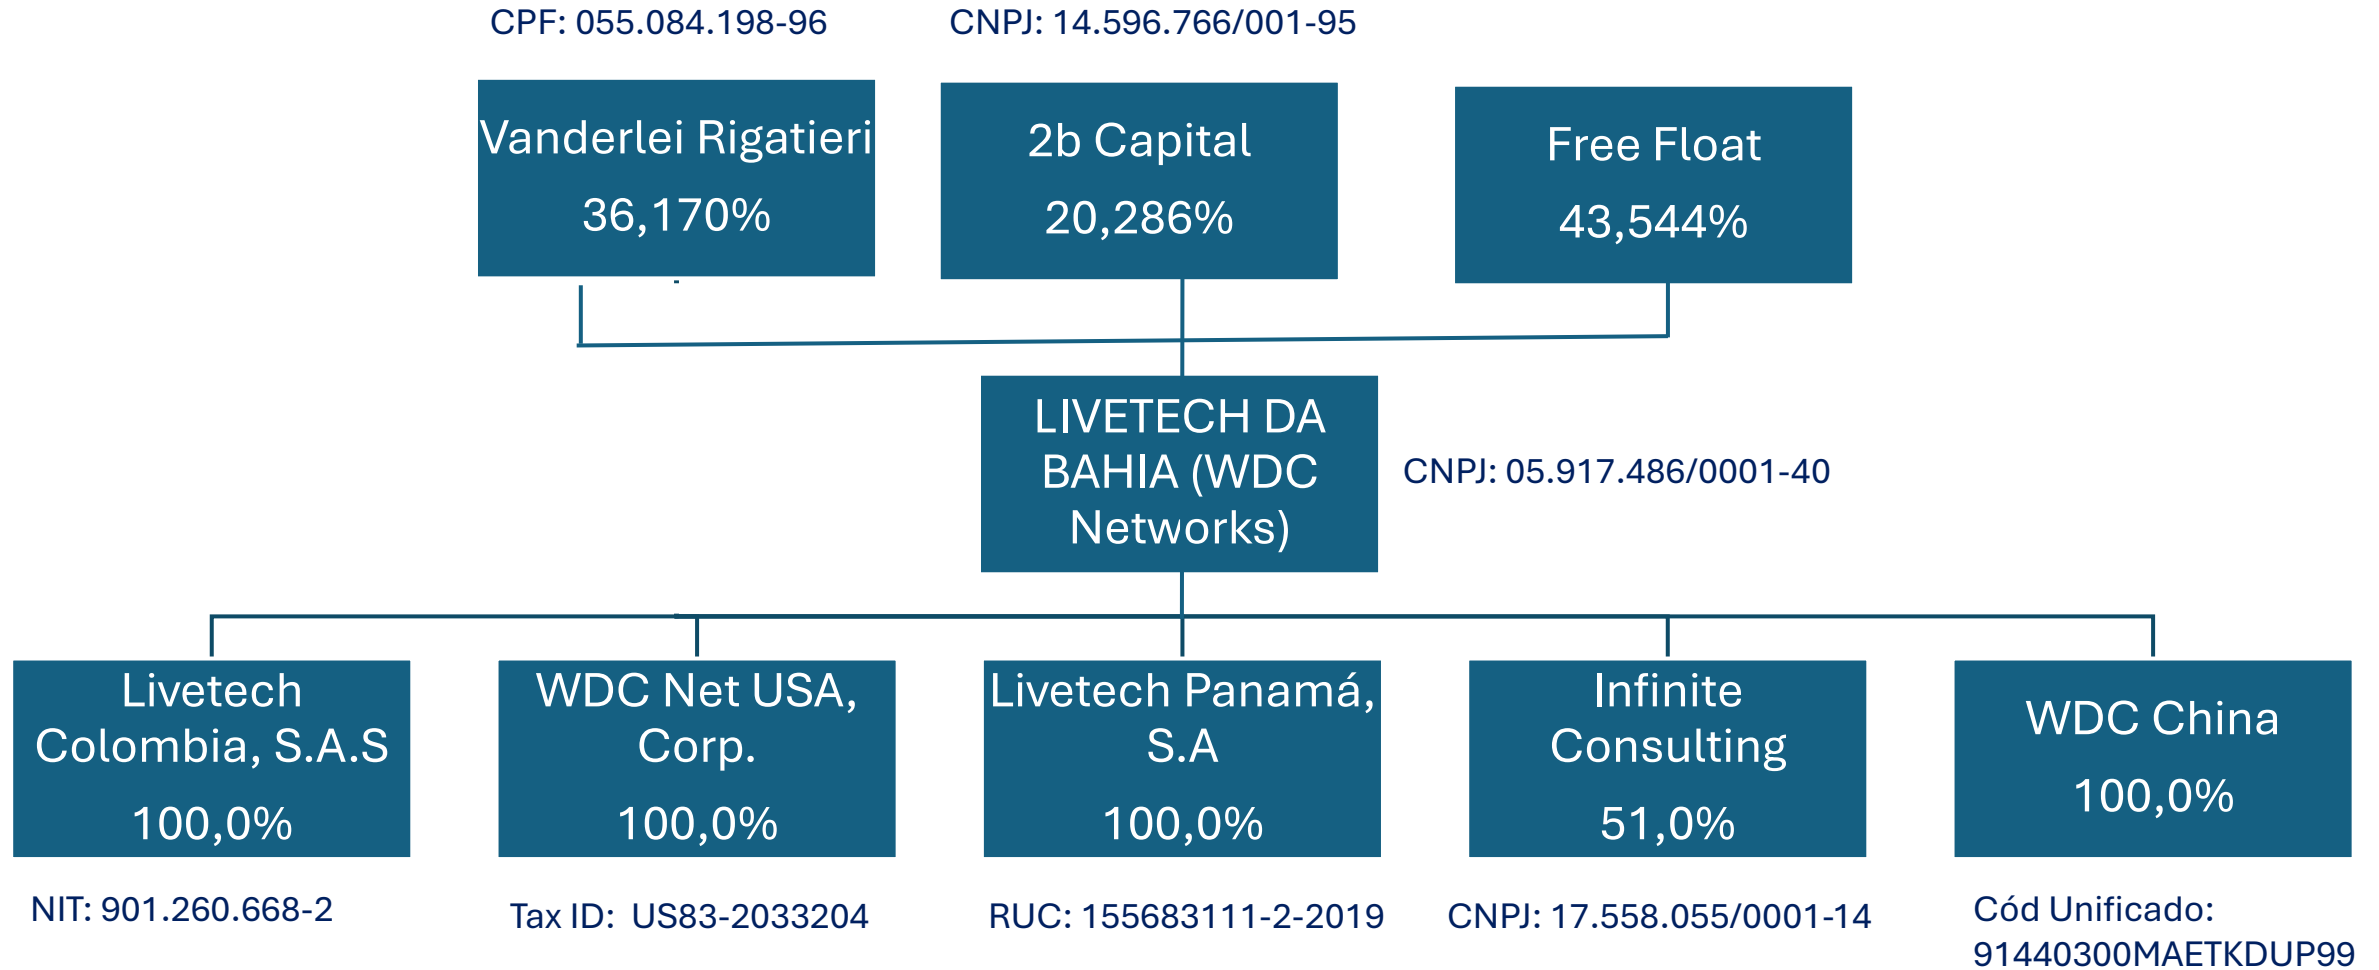 CPF: 055.084.198-96
CNPJ: 14.596.766/001-95
Vanderlei Rigatieri
36,170%
2b Capital
20,286%
Free Float
43,544%
LIVETECH DA
BAHIA (WDC
Networks)
CNPJ: 05.917.486/0001-40
Livetech
Colombia, S.A.S
100,0%
WDC Net USA,
Corp.
100,0%
Livetech Panamá,
S.A
100,0%
Infinite
Consulting
51,0%
WDC China
100,0%
NIT: 901.260.668-2
Tax ID:  US83-2033204
RUC: 155683111-2-2019
CNPJ: 17.558.055/0001-14
Cód Unificado:
91440300MAETKDUP99